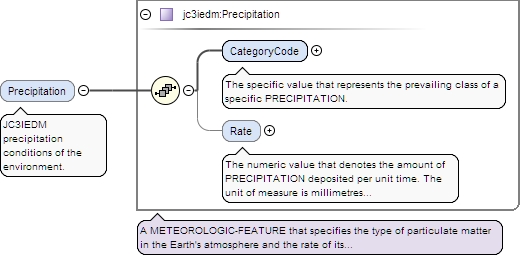 jc3iedm:Precipitation
CategoryCode
The specific value that represents the prevailing class of a
specific PRECIPITATION.
Precipitation
JC3IEDM
precipitation
conditions of the
environment.
Rate
The numeric value that denotes the amount of
PRECIPITATION deposited per unit time. The
unit of measure is millimetres...
A METEOROLOGIC-FEATURE that specifies the type of particulate matter
in the Earth's atmosphere and the rate of its...